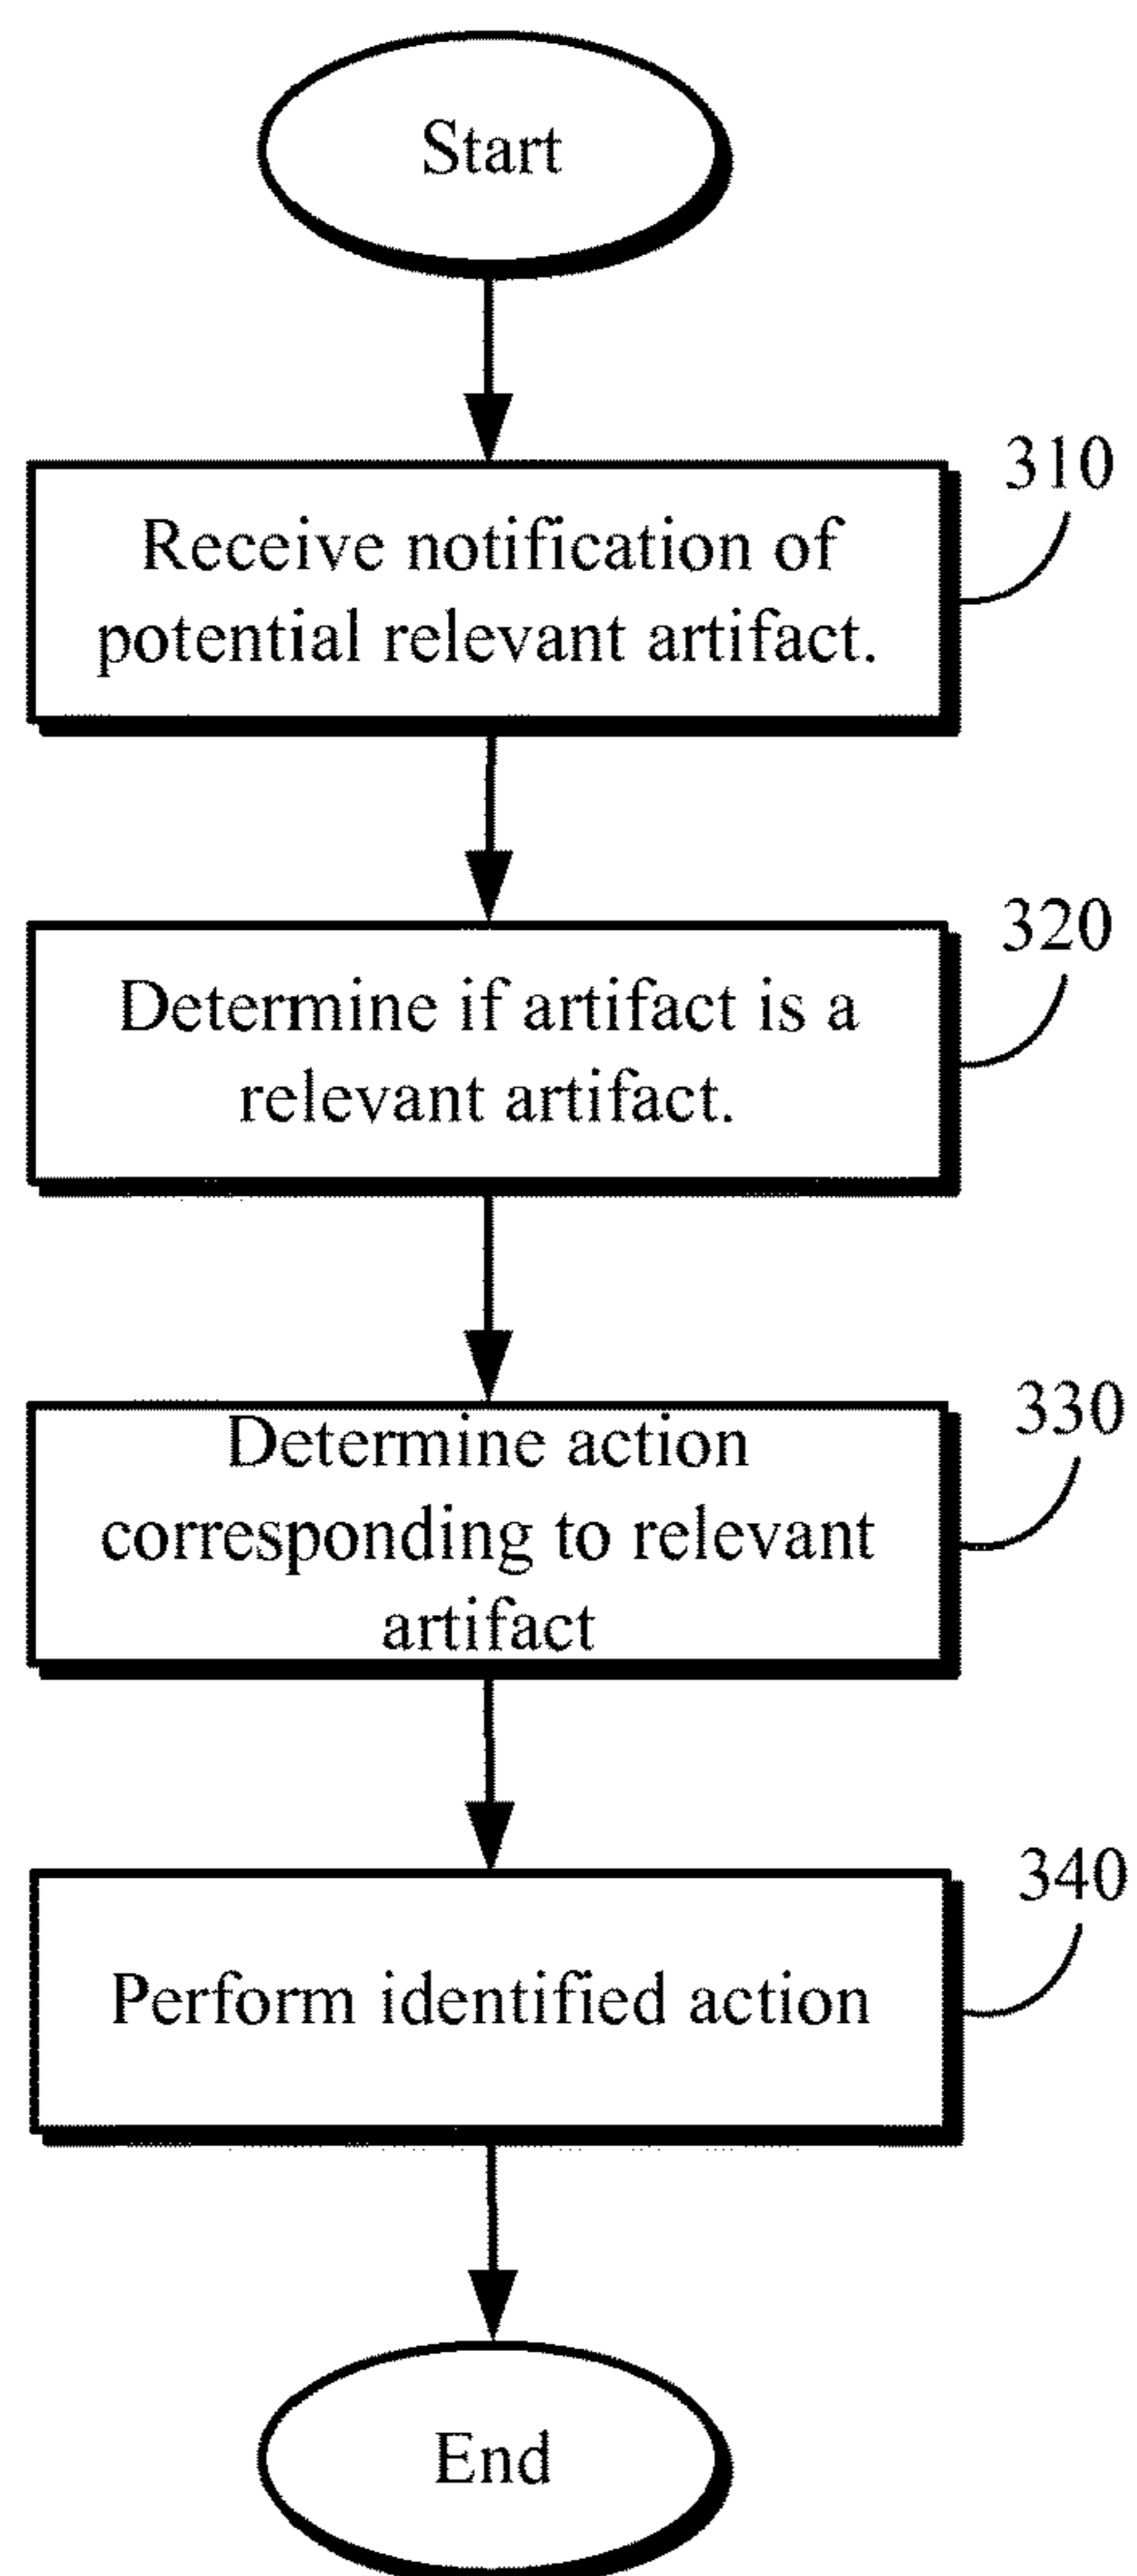 Start
310
Receive notification of
potential relevant artifact.
320
Determine if artifact is a
relevant artifact.
330
Determine action
corresponding to relevant
artifact
340
Perform identified action
End